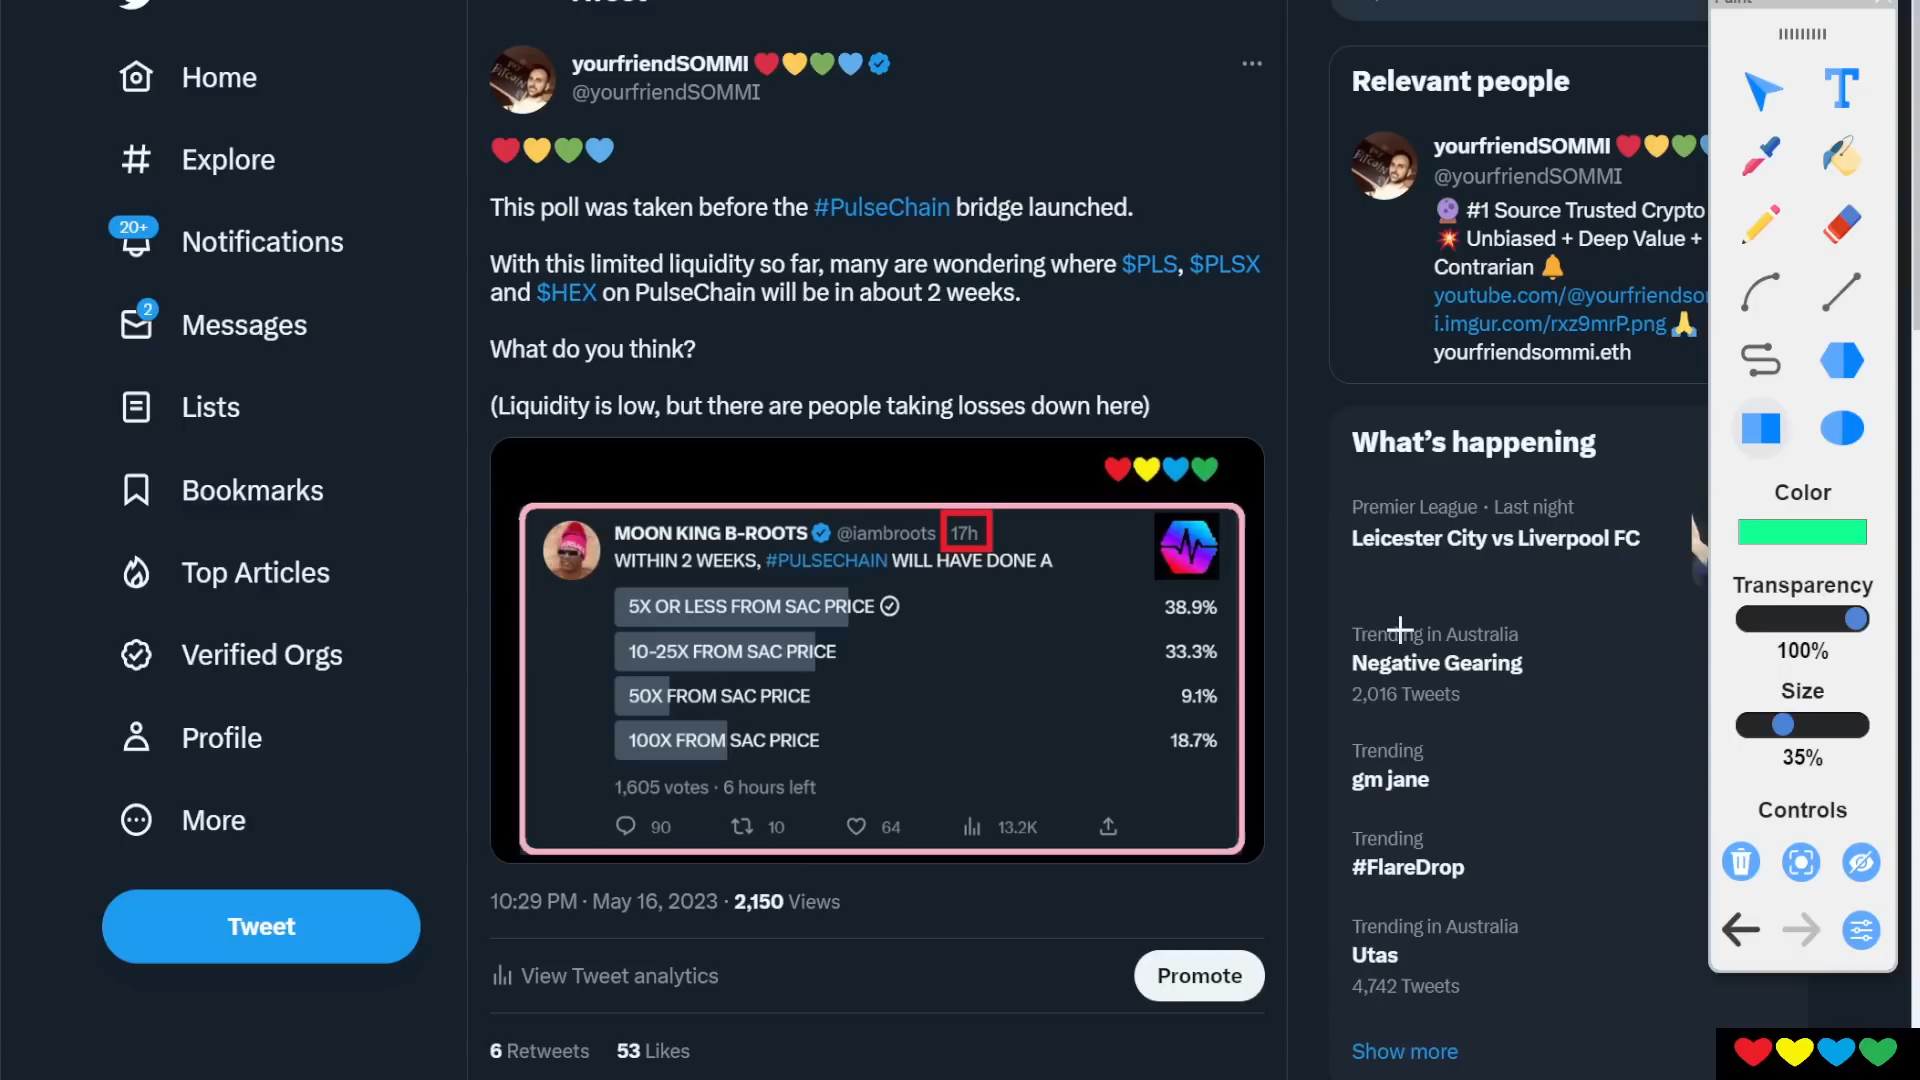 Home
Explore
20+
Notifications
2
Messages
Lists
Bookmarks
Top Articles
Verified Orgs
Profile
More
Tweet
yourfriendSOMMI
@yourfriendSOMMI
This poll was taken before the #PulseChain bridge launched.
With this limited liquidity so far, many are wondering where $PLS, $PLSX
and $HEX on PulseChain will be in about 2 weeks.
What do you think?
(Liquidity is low, but there are people taking losses down here)
MOON KING B-ROOTS @iambroots 17h
WITHIN 2 WEEKS, #PULSECHAIN WILL HAVE DONE A
5X OR LESS FROM SAC PRICE 38.9%
10-25X FROM SAC PRICE 33.3%
50X FROM SAC PRICE 9.1%
100X FROM SAC PRICE 18.7%
1,605 votes · 6 hours left
90 10 64 13.2K
10:29 PM · May 16, 2023 · 2,150 Views
View Tweet analytics
Promote
6 Retweets 53 Likes
Relevant people
yourfriendSOMMI
@yourfriendSOMMI
#1 Source Trusted Crypto
Unbiased + Deep Value +
Contrarian
youtube.com/@yourfriendso
i.imgur.com/rxz9mrP.png
yourfriendsommi.eth
What's happening
Premier League · Last night
Leicester City vs Liverpool FC
Trending in Australia
Negative Gearing
2,016 Tweets
Trending
gm jane
Trending
#FlareDrop
Trending in Australia
Utas
4,742 Tweets
Show more
T
Color
Transparency
100%
Size
35%
Controls